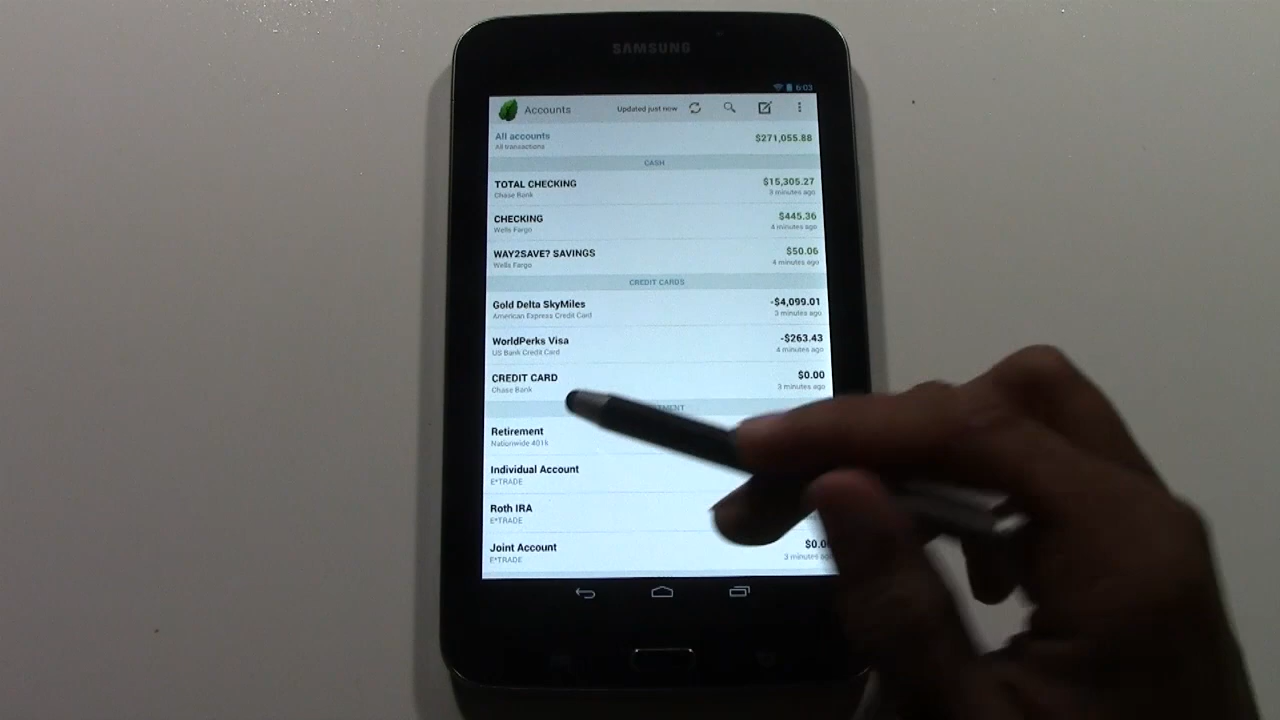 SAMSUNG
6:03
Accounts Updated just now
All accounts $271,055.88
All transactions
CASH
TOTAL CHECKING $15,305.27
Chase Bank 3 minutes ago
CHECKING $445.36
Wells Fargo 4 minutes ago
WAY2SAVE? SAVINGS $50.06
Wells Fargo 4 minutes ago
CREDIT CARDS
Gold Delta SkyMiles -$4,099.01
American Express Credit Card 3 minutes ago
WorldPerks Visa -$263.43
US Bank Credit Card 4 minutes ago
CREDIT CARD $0.00
Chase Bank 3 minutes ago
Retirement
Nationwide 401k
Individual Account
E*TRADE
Roth IRA
E*TRADE
Joint Account
E*TRADE 3 minutes